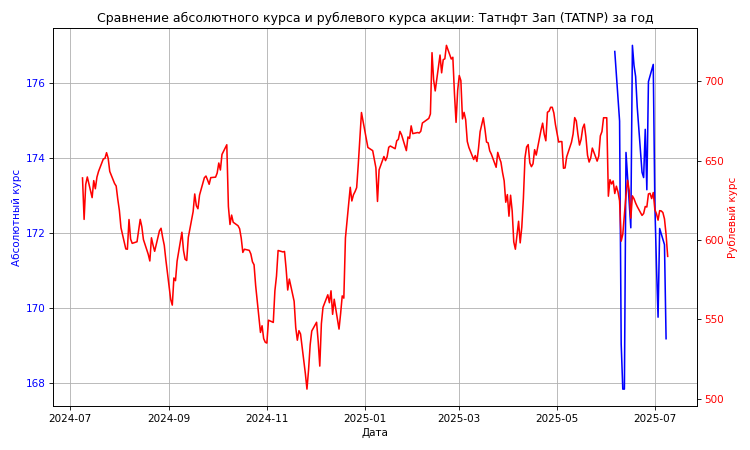 Сравнение абсолютного курса и рублевого курса акции: Татнфт 3ап (TATNP) за год
176
174
172
170
168
Абсолютный курс
700
650
600
550
500
Рублевый курс
2024-07 2024-09 2024-11 2025-01 2025-03 2025-05 2025-07
Дата